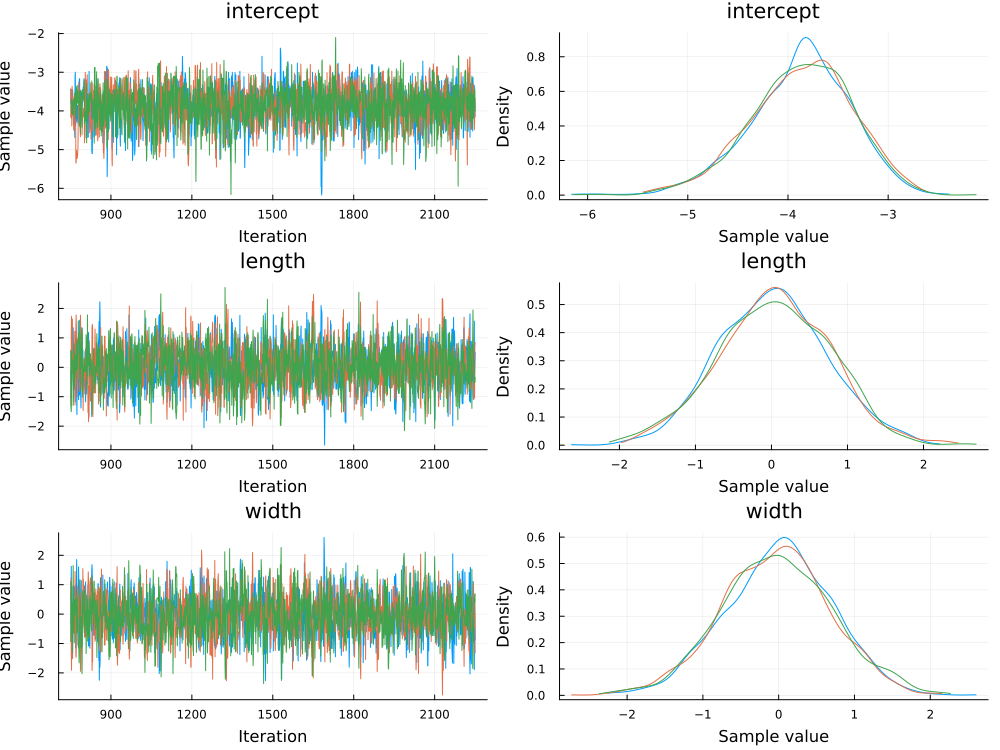 intercept
Sample value
−2
−3
−4
−5
−6
900 1200 1500 1800 2100
Iteration
intercept
Density
0.8
0.6
0.4
0.2
0.0
−6 −5 −4 −3
Sample value
length
Sample value
2
1
0
−1
−2
900 1200 1500 1800 2100
Iteration
length
Density
0.5
0.4
0.3
0.2
0.1
0.0
−2 −1 0 1 2
Sample value
width
Sample value
2
1
0
−1
−2
900 1200 1500 1800 2100
Iteration
width
Density
0.6
0.5
0.4
0.3
0.2
0.1
0.0
−2 −1 0 1 2
Sample value